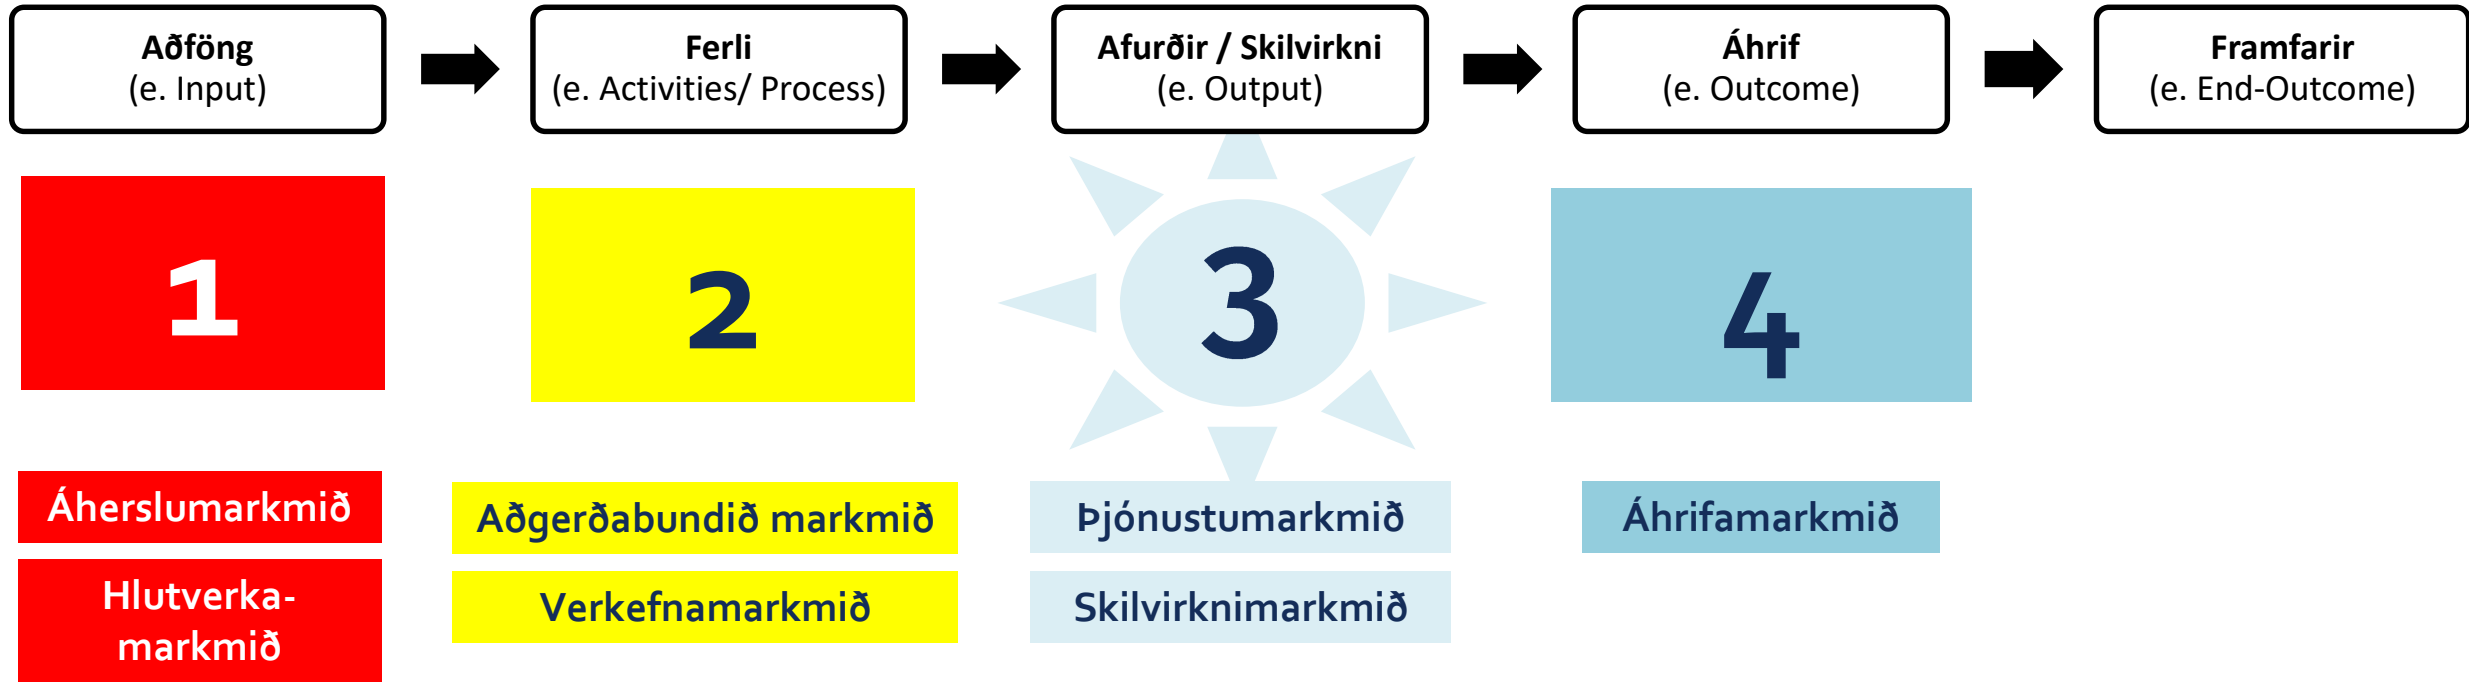 Aðföng
(e. Input)
Ferli
(e. Activities/ Process)
Afurðir / Skilvirkni
(e. Output)
Áhrif
(e. Outcome)
Framfarir
(e. End-Outcome)
1
2
3
4
Áherslumarkmið
Hlutverka-
markmið
Aðgerðabundið markmið
Verkefnamarkmið
Þjónustumarkmið
Skilvirknimarkmið
Áhrifamarkmið